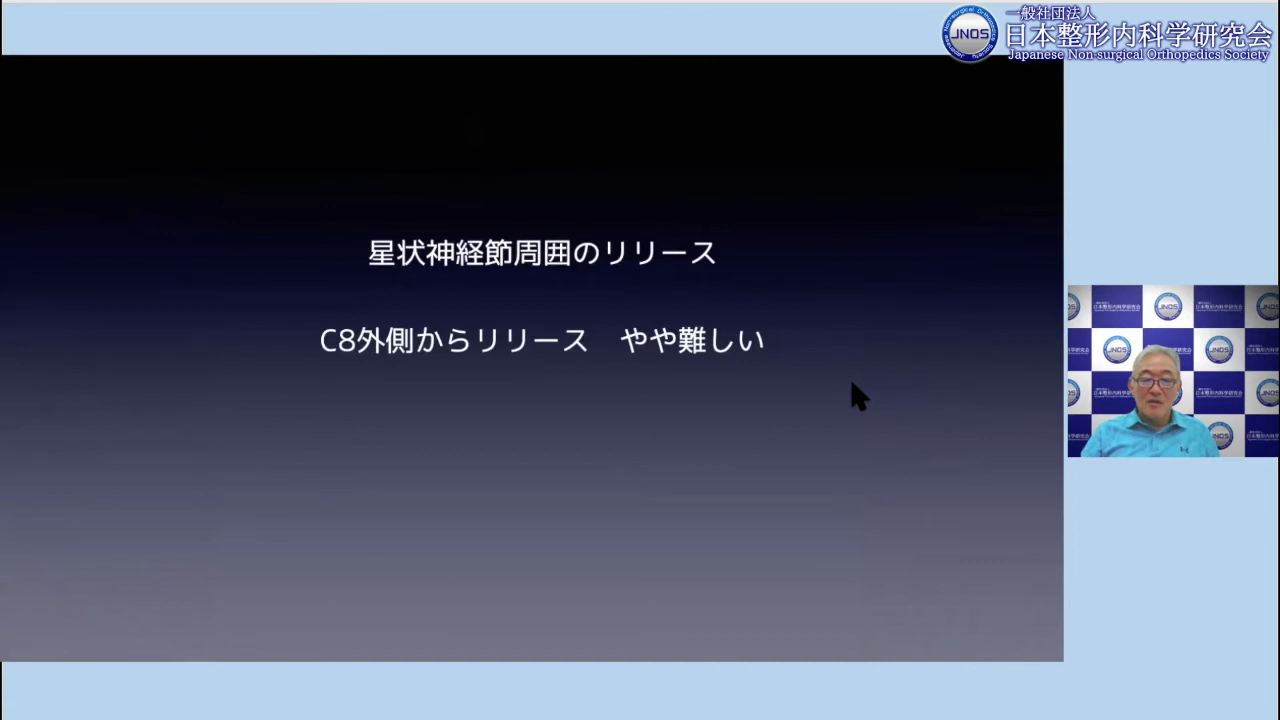 一般社団法人
日本整形内科学研究会
Japanese Non-surgical Orthopedics Society
JNOS
星状神経節周囲のリリース
C8外側からリリース　やや難しい